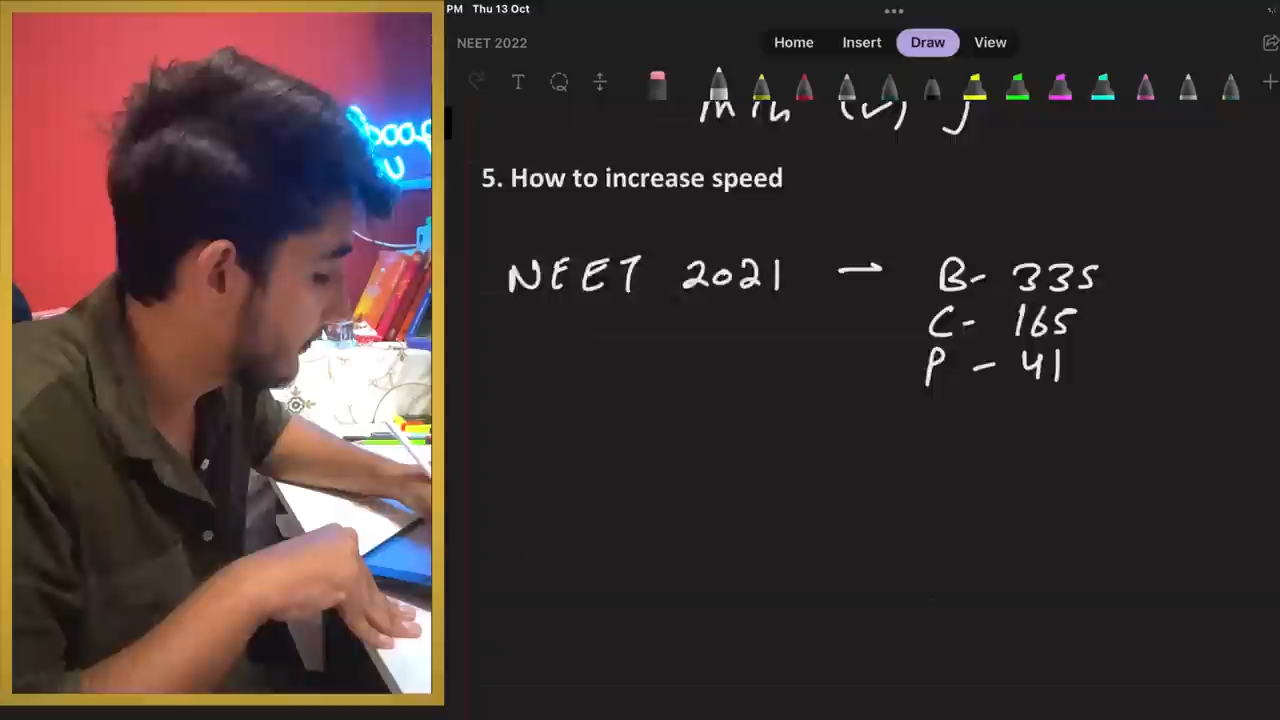 PM Thu 13 Oct
NEET 2022
Home Insert Draw View
T
min (v)
5. How to increase speed
NEET 2021 → B- 335
C- 165
P - 41